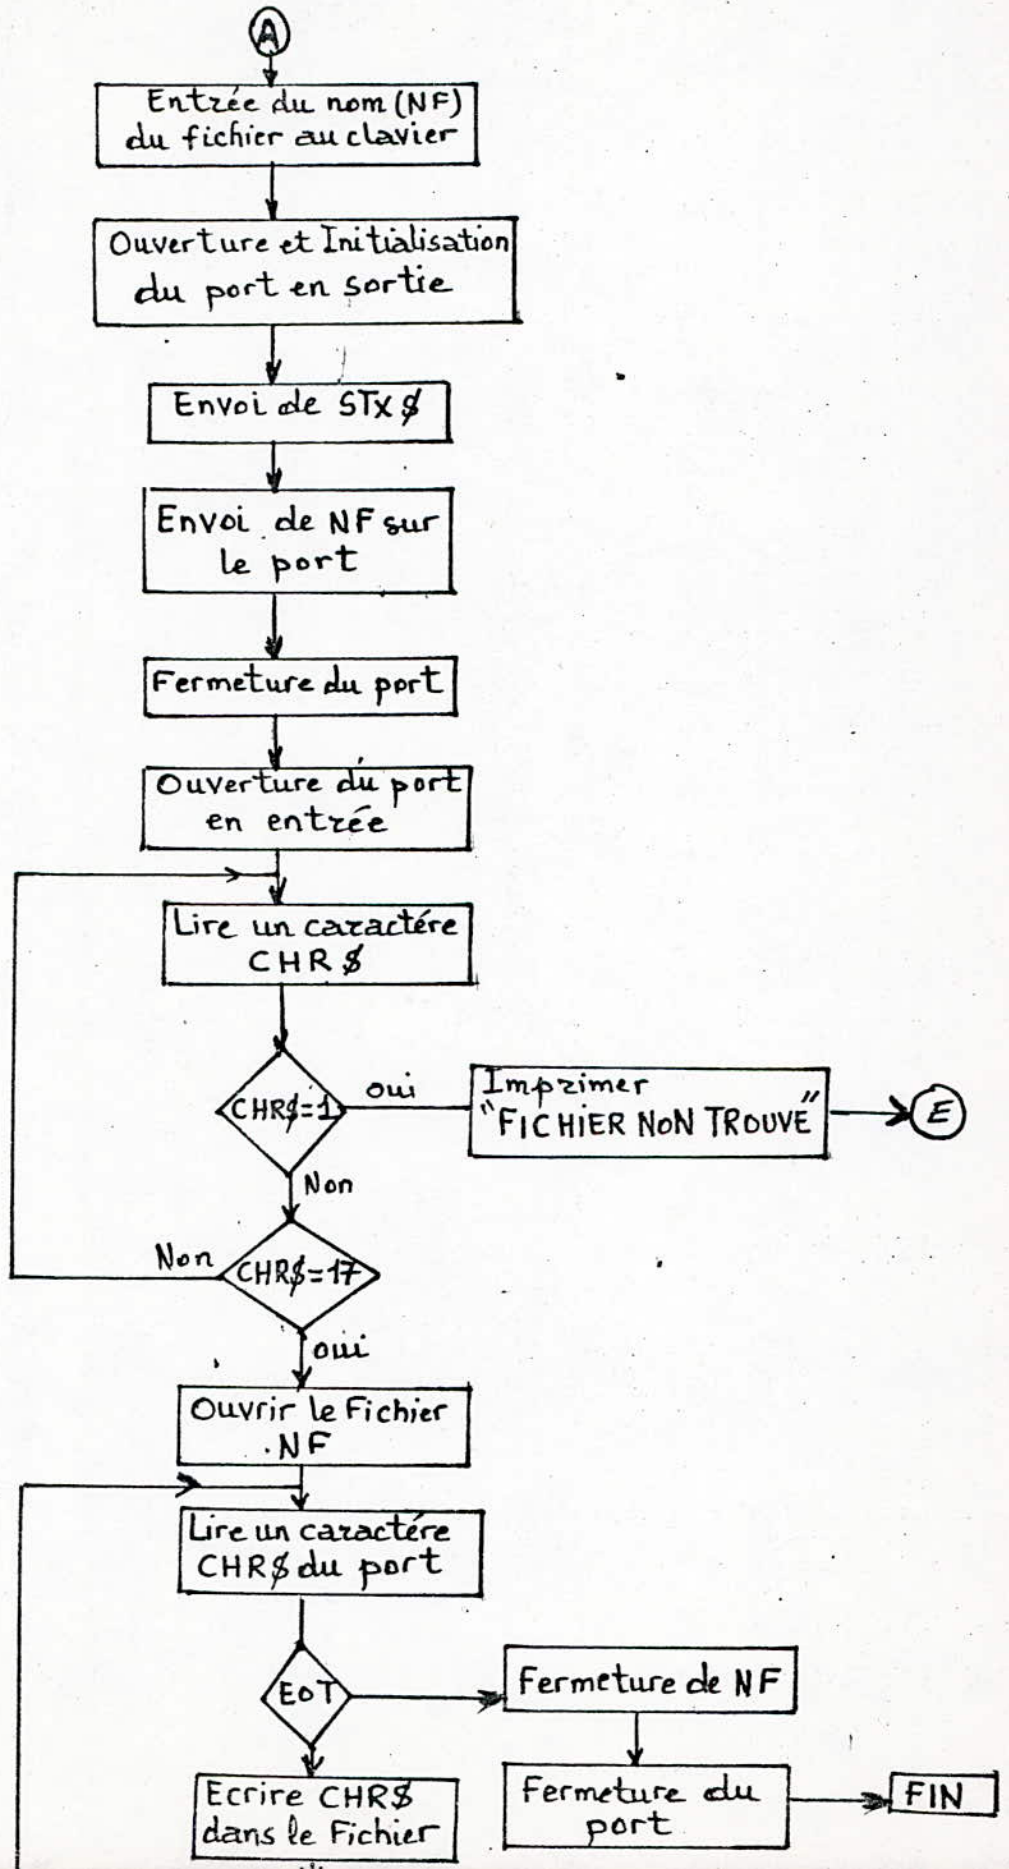 A
Entrée du nom (NF)
du fichier au clavier
Ouverture et Initialisation
du port en sortie
Envoi de STX $
Envoi de NF sur
le port
Fermeture du port
Ouverture du port
en entrée
Lire un caractére
CHR $
CHR$=1
oui
Imprimer
"FICHIER NON TROUVE"
E
Non
Non
CHR$=17
oui
Ouvrir le Fichier
NF
Lire un caractére
CHR$ du port
EOT
Fermeture de NF
Ecrire CHR$
dans le Fichier
Fermeture du
port
FIN